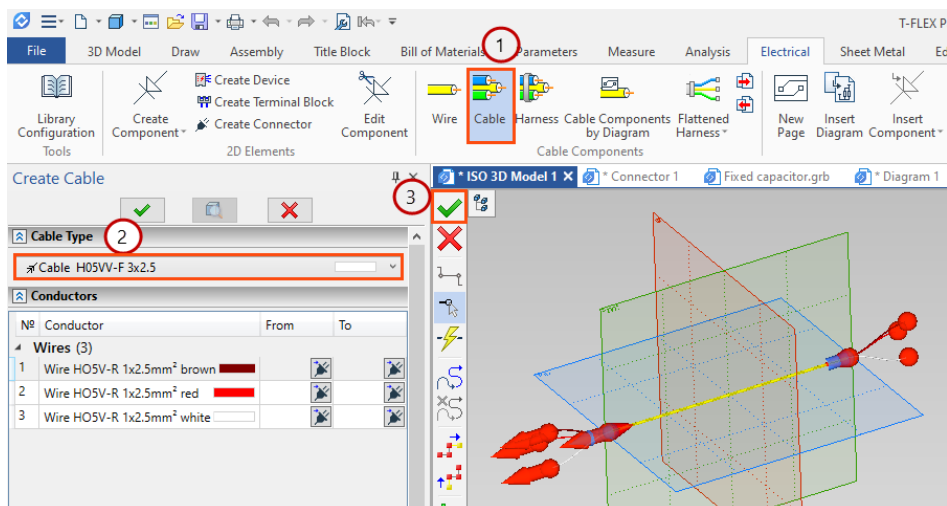 T-FLEX P
File 3D Model Draw Assembly Title Block Bill of Materials Parameters Measure Analysis Electrical Sheet Metal Ed
1
Library Configuration
Create Component
Create Device
Create Terminal Block
Create Connector
Edit Component
Wire
Cable
Harness
Cable Components by Diagram
Flattened Harness
New Page
Insert Diagram
Insert Component
Tools 2D Elements Cable Components
Create Cable
* ISO 3D Model 1 X * Connector 1 Fixed capacitor.grb * Diagram 1
3
Cable Type 2
Cable H05VV-F 3x2.5
Conductors
№ Conductor From To
Wires (3)
1 Wire HO5V-R 1x2.5mm² brown
2 Wire HO5V-R 1x2.5mm² red
3 Wire HO5V-R 1x2.5mm² white